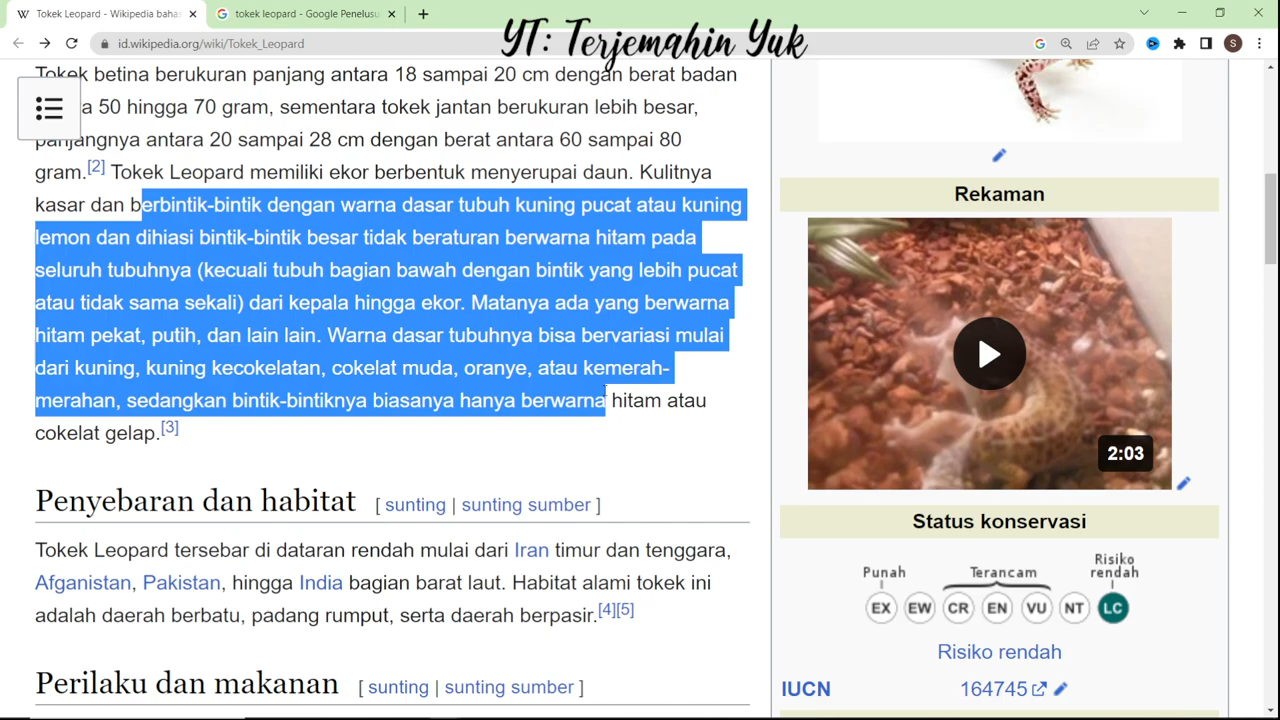 Tokek Leopard - Wikipedia bahas
tokek leopard - Google Penelusu
YT: Terjemahin Yuk
id.wikipedia.org/wiki/Tokek_Leopard
Tokek betina berukuran panjang antara 18 sampai 20 cm dengan berat badan
50 hingga 70 gram, sementara tokek jantan berukuran lebih besar,
panjangnya antara 20 sampai 28 cm dengan berat antara 60 sampai 80
gram.[2] Tokek Leopard memiliki ekor berbentuk menyerupai daun. Kulitnya
kasar dan berbintik-bintik dengan warna dasar tubuh kuning pucat atau kuning
lemon dan dihiasi bintik-bintik besar tidak beraturan berwarna hitam pada
seluruh tubuhnya (kecuali tubuh bagian bawah dengan bintik yang lebih pucat
atau tidak sama sekali) dari kepala hingga ekor. Matanya ada yang berwarna
hitam pekat, putih, dan lain lain. Warna dasar tubuhnya bisa bervariasi mulai
dari kuning, kuning kecokelatan, cokelat muda, oranye, atau kemerah-
merahan, sedangkan bintik-bintiknya biasanya hanya berwarna hitam atau
cokelat gelap.[3]
Penyebaran dan habitat [ sunting | sunting sumber ]
Tokek Leopard tersebar di dataran rendah mulai dari Iran timur dan tenggara,
Afganistan, Pakistan, hingga India bagian barat laut. Habitat alami tokek ini
adalah daerah berbatu, padang rumput, serta daerah berpasir.[4][5]
Perilaku dan makanan [ sunting | sunting sumber ]
Rekaman
2:03
Status konservasi
Punah Terancam Risiko
rendah
EX EW CR EN VU NT LC
Risiko rendah
IUCN 164745